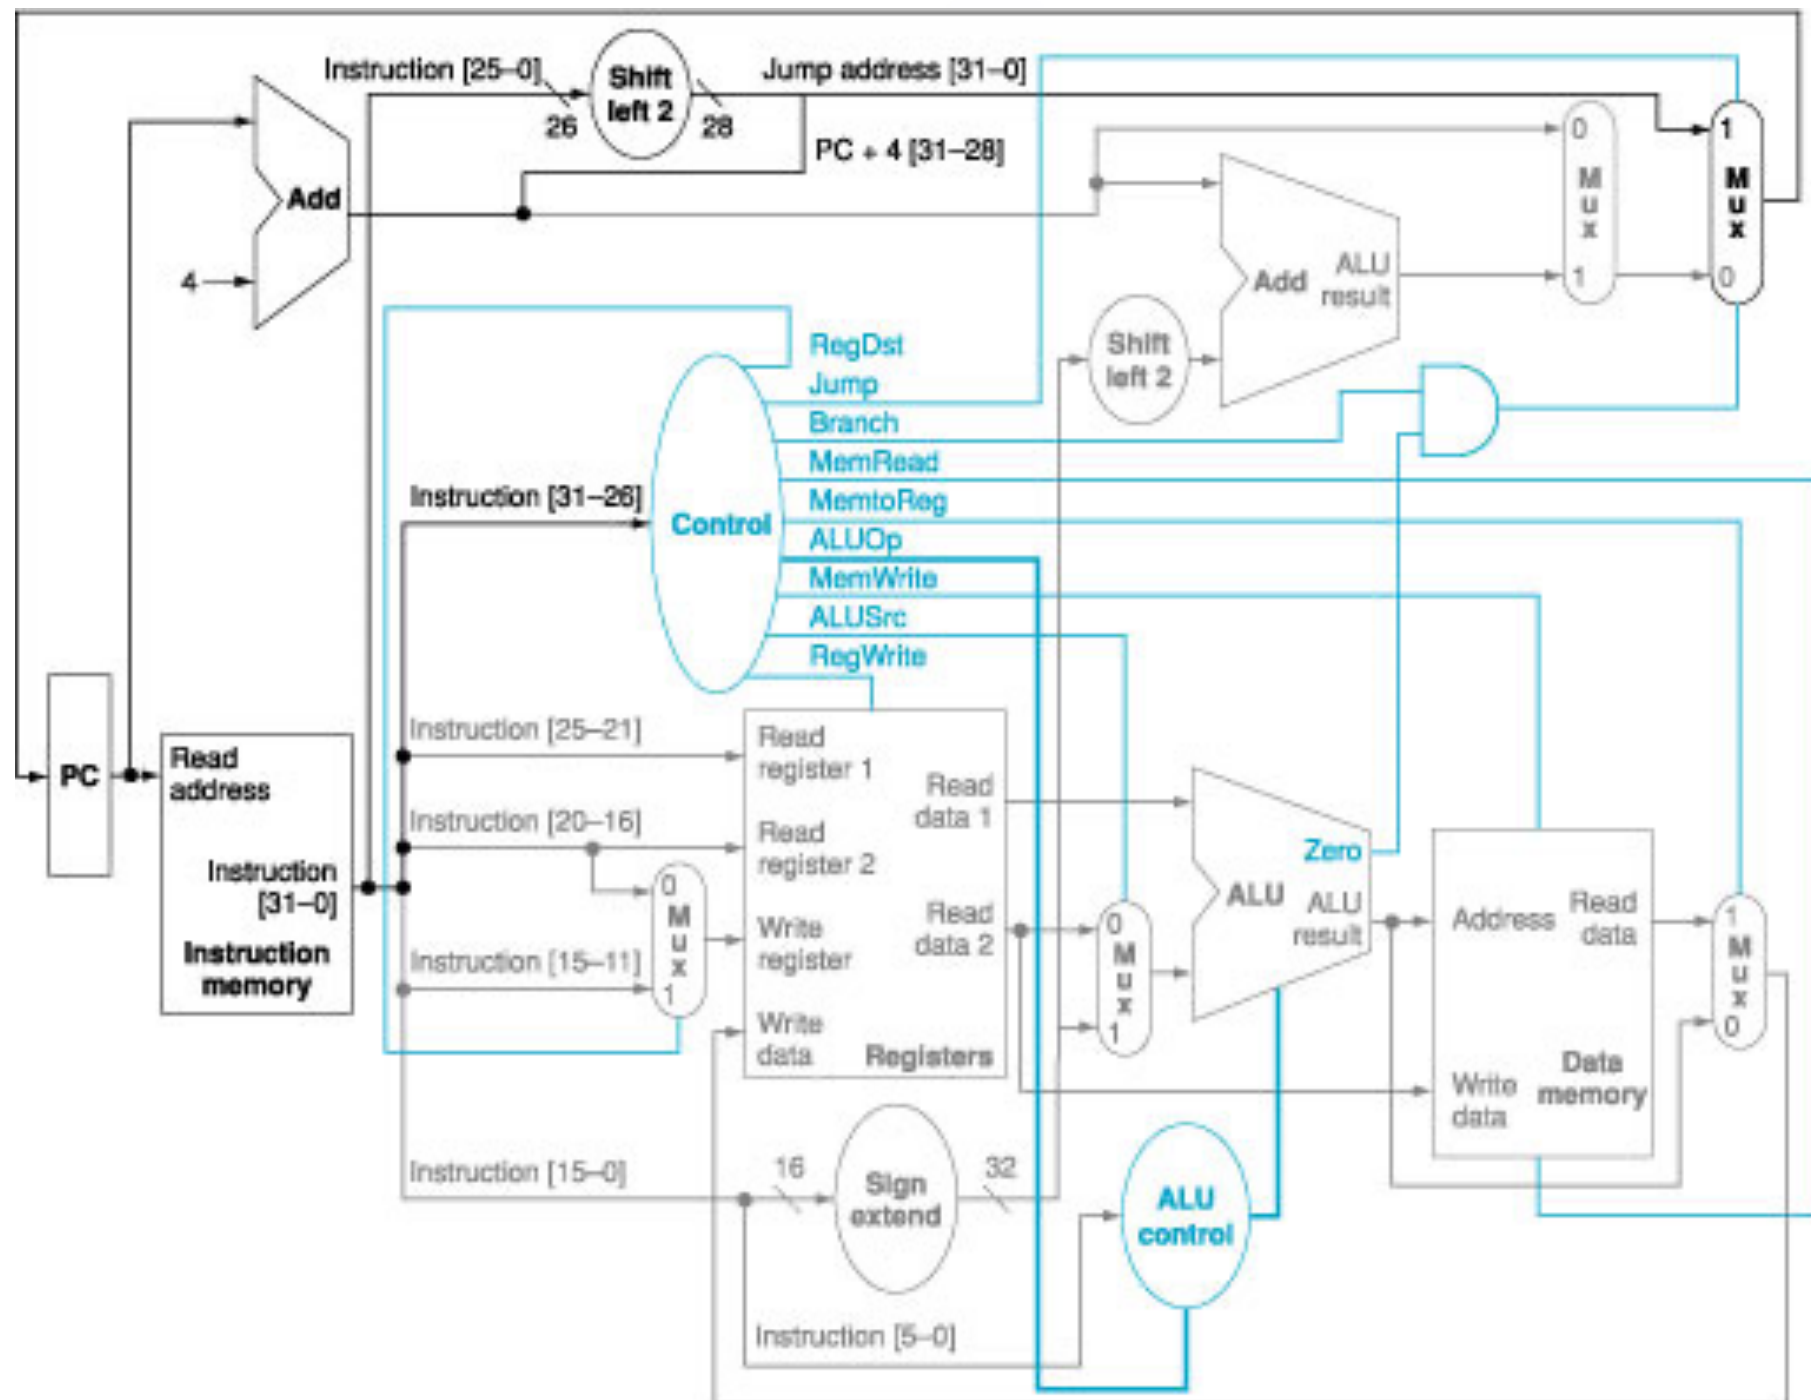 Instruction [25–0]
Shift
left 2
Jump address [31–0]
26
28
PC + 4 [31–28]
Add
4
0
M
u
x
1
1
M
u
x
0
Add
ALU
result
Shift
left 2
RegDst
Jump
Branch
MemRead
MemtoReg
ALUOp
MemWrite
ALUSrc
RegWrite
Instruction [31–26]
Control
PC
Read
address
Instruction
[31–0]
Instruction
memory
Instruction [25–21]
Instruction [20–16]
Instruction [15–11]
0
M
u
x
1
Read
register 1
Read
register 2
Write
register
Write
data
Read
data 1
Read
data 2
Registers
0
M
u
x
1
Zero
ALU
ALU
result
Address
Read
data
Write
data
Data
memory
1
M
u
x
0
Instruction [15–0]
16
Sign
extend
32
ALU
control
Instruction [5–0]